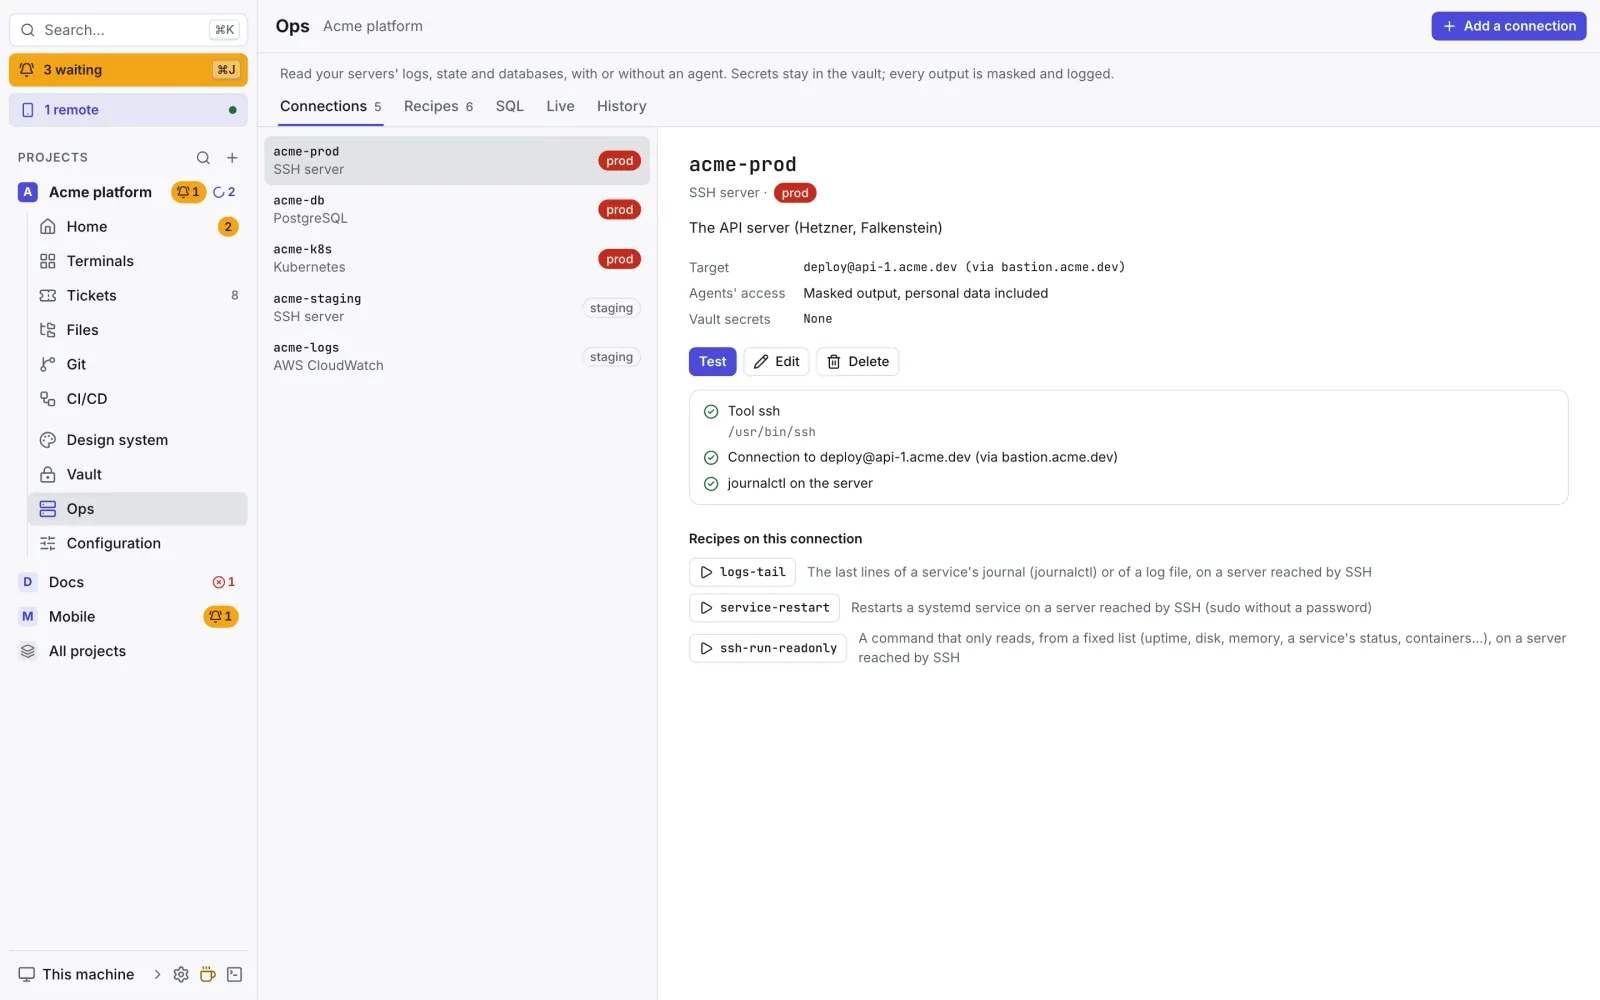 Search...
⌘K
3 waiting
⌘J
1 remote
PROJECTS
A Acme platform 1 2
Home 2
Terminals
Tickets 8
Files
Git
CI/CD
Design system
Vault
Ops
Configuration
D Docs 1
M Mobile 1
All projects
This machine
Ops Acme platform
Add a connection
Read your servers' logs, state and databases, with or without an agent. Secrets stay in the vault; every output is masked and logged.
Connections 5 Recipes 6 SQL Live History
acme-prod
SSH server
prod
acme-db
PostgreSQL
prod
acme-k8s
Kubernetes
prod
acme-staging
SSH server
staging
acme-logs
AWS CloudWatch
staging
acme-prod
SSH server · prod
The API server (Hetzner, Falkenstein)
Target deploy@api-1.acme.dev (via bastion.acme.dev)
Agents' access Masked output, personal data included
Vault secrets None
Test Edit Delete
Tool ssh
/usr/bin/ssh
Connection to deploy@api-1.acme.dev (via bastion.acme.dev)
journalctl on the server
Recipes on this connection
logs-tail The last lines of a service's journal (journalctl) or of a log file, on a server reached by SSH
service-restart Restarts a systemd service on a server reached by SSH (sudo without a password)
ssh-run-readonly A command that only reads, from a fixed list (uptime, disk, memory, a service's status, containers...), on a server
reached by SSH